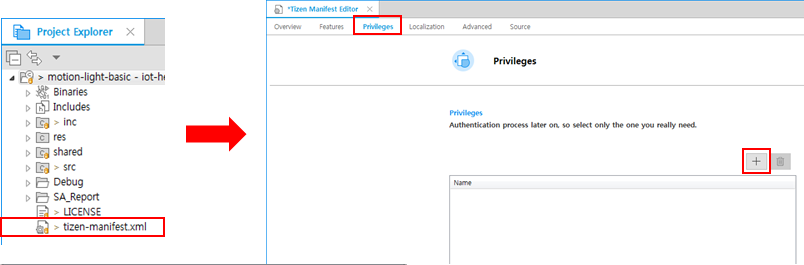 Project Explorer
> motion-light-basic - iot-he
Binaries
Includes
> inc
res
shared
> src
Debug
SA_Report
> LICENSE
> tizen-manifest.xml
*Tizen Manifest Editor
Overview Features Privileges Localization Advanced Source
Privileges
Privileges
Authentication process later on, so select only the one you really need.
Name